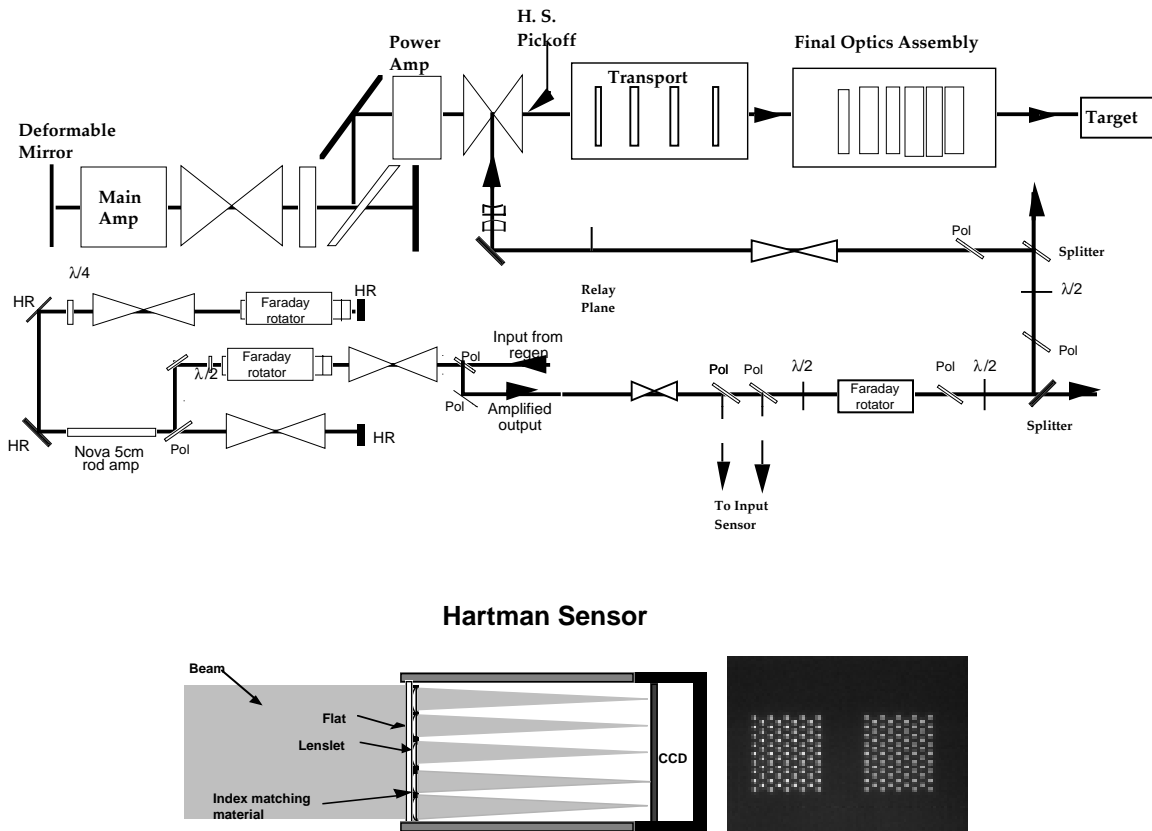 H. S.
Pickoff
Power
Amp
Final Optics Assembly
Transport
Deformable
Mirror
Target
Main
Amp
Pol
Splitter
λ/4
HR
Faraday
rotator
HR
Relay
Plane
λ/2
Input from
regen
Pol
Faraday
rotator
λ/2
Pol
Pol
Pol
λ/2
Pol
λ/2
Faraday
rotator
Amplified
output
Pol
Splitter
HR
Nova 5cm
rod amp
Pol
HR
To Input
Sensor
Hartman Sensor
Beam
Flat
Lenslet
CCD
Index matching
material